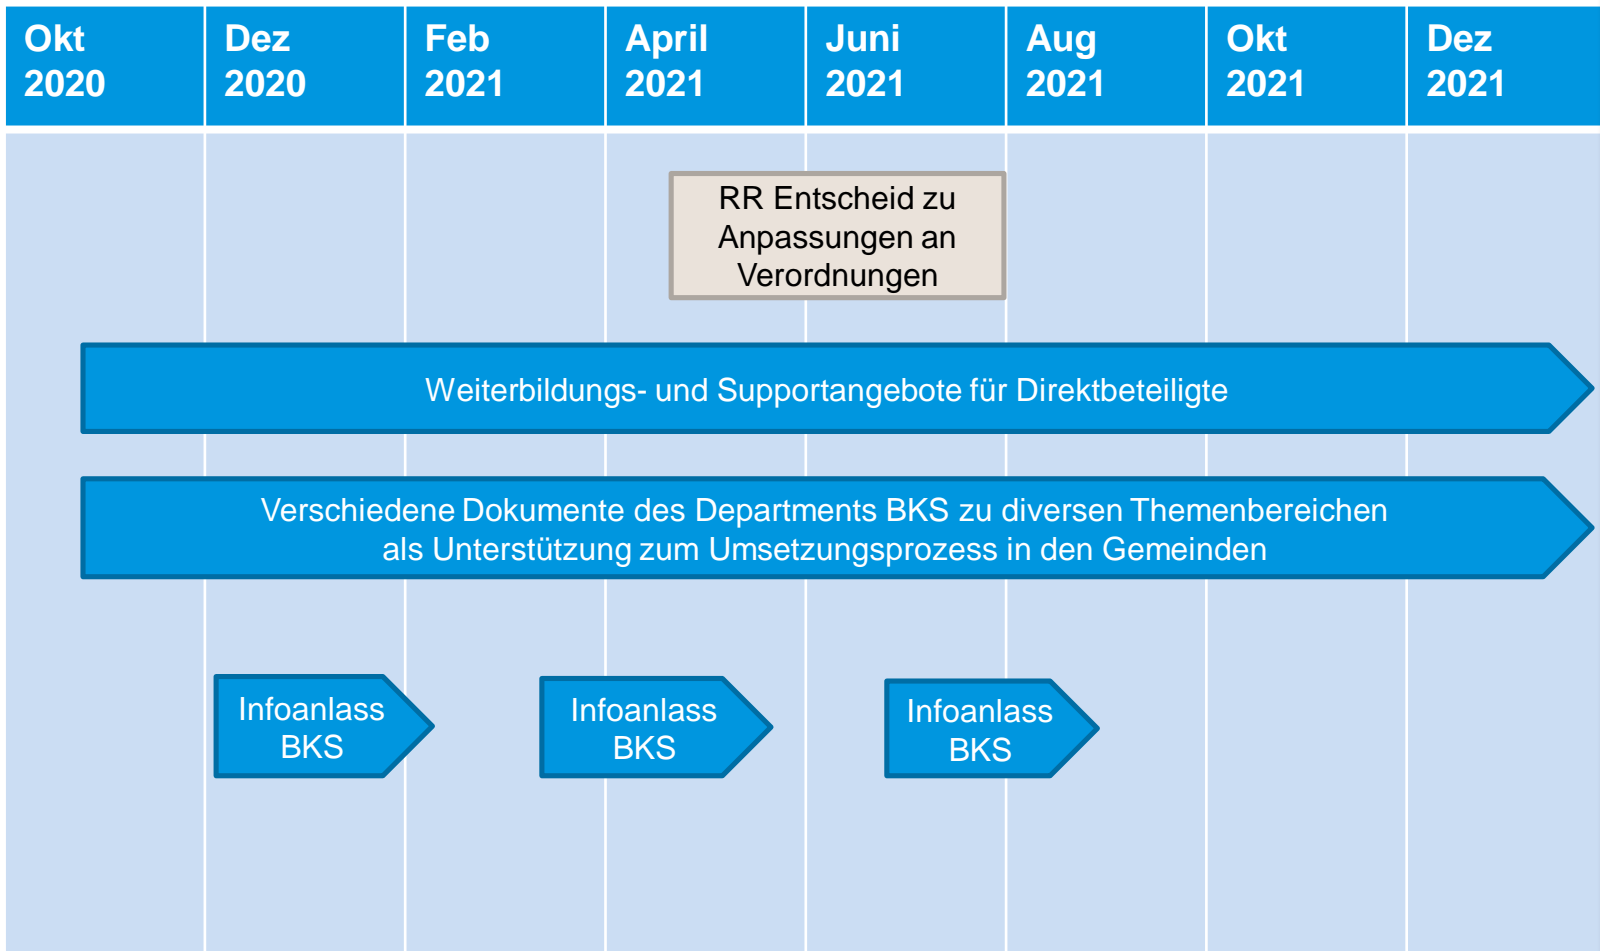 Okt
2020
Dez
2020
Feb
2021
April
2021
Juni
2021
Aug
2021
Okt
2021
Dez
2021
RR Entscheid zu
Anpassungen an
Verordnungen
Weiterbildungs- und Supportangebote für Direktbeteiligte
Verschiedene Dokumente des Departments BKS zu diversen Themenbereichen
als Unterstützung zum Umsetzungsprozess in den Gemeinden
Infoanlass
BKS
Infoanlass
BKS
Infoanlass
BKS